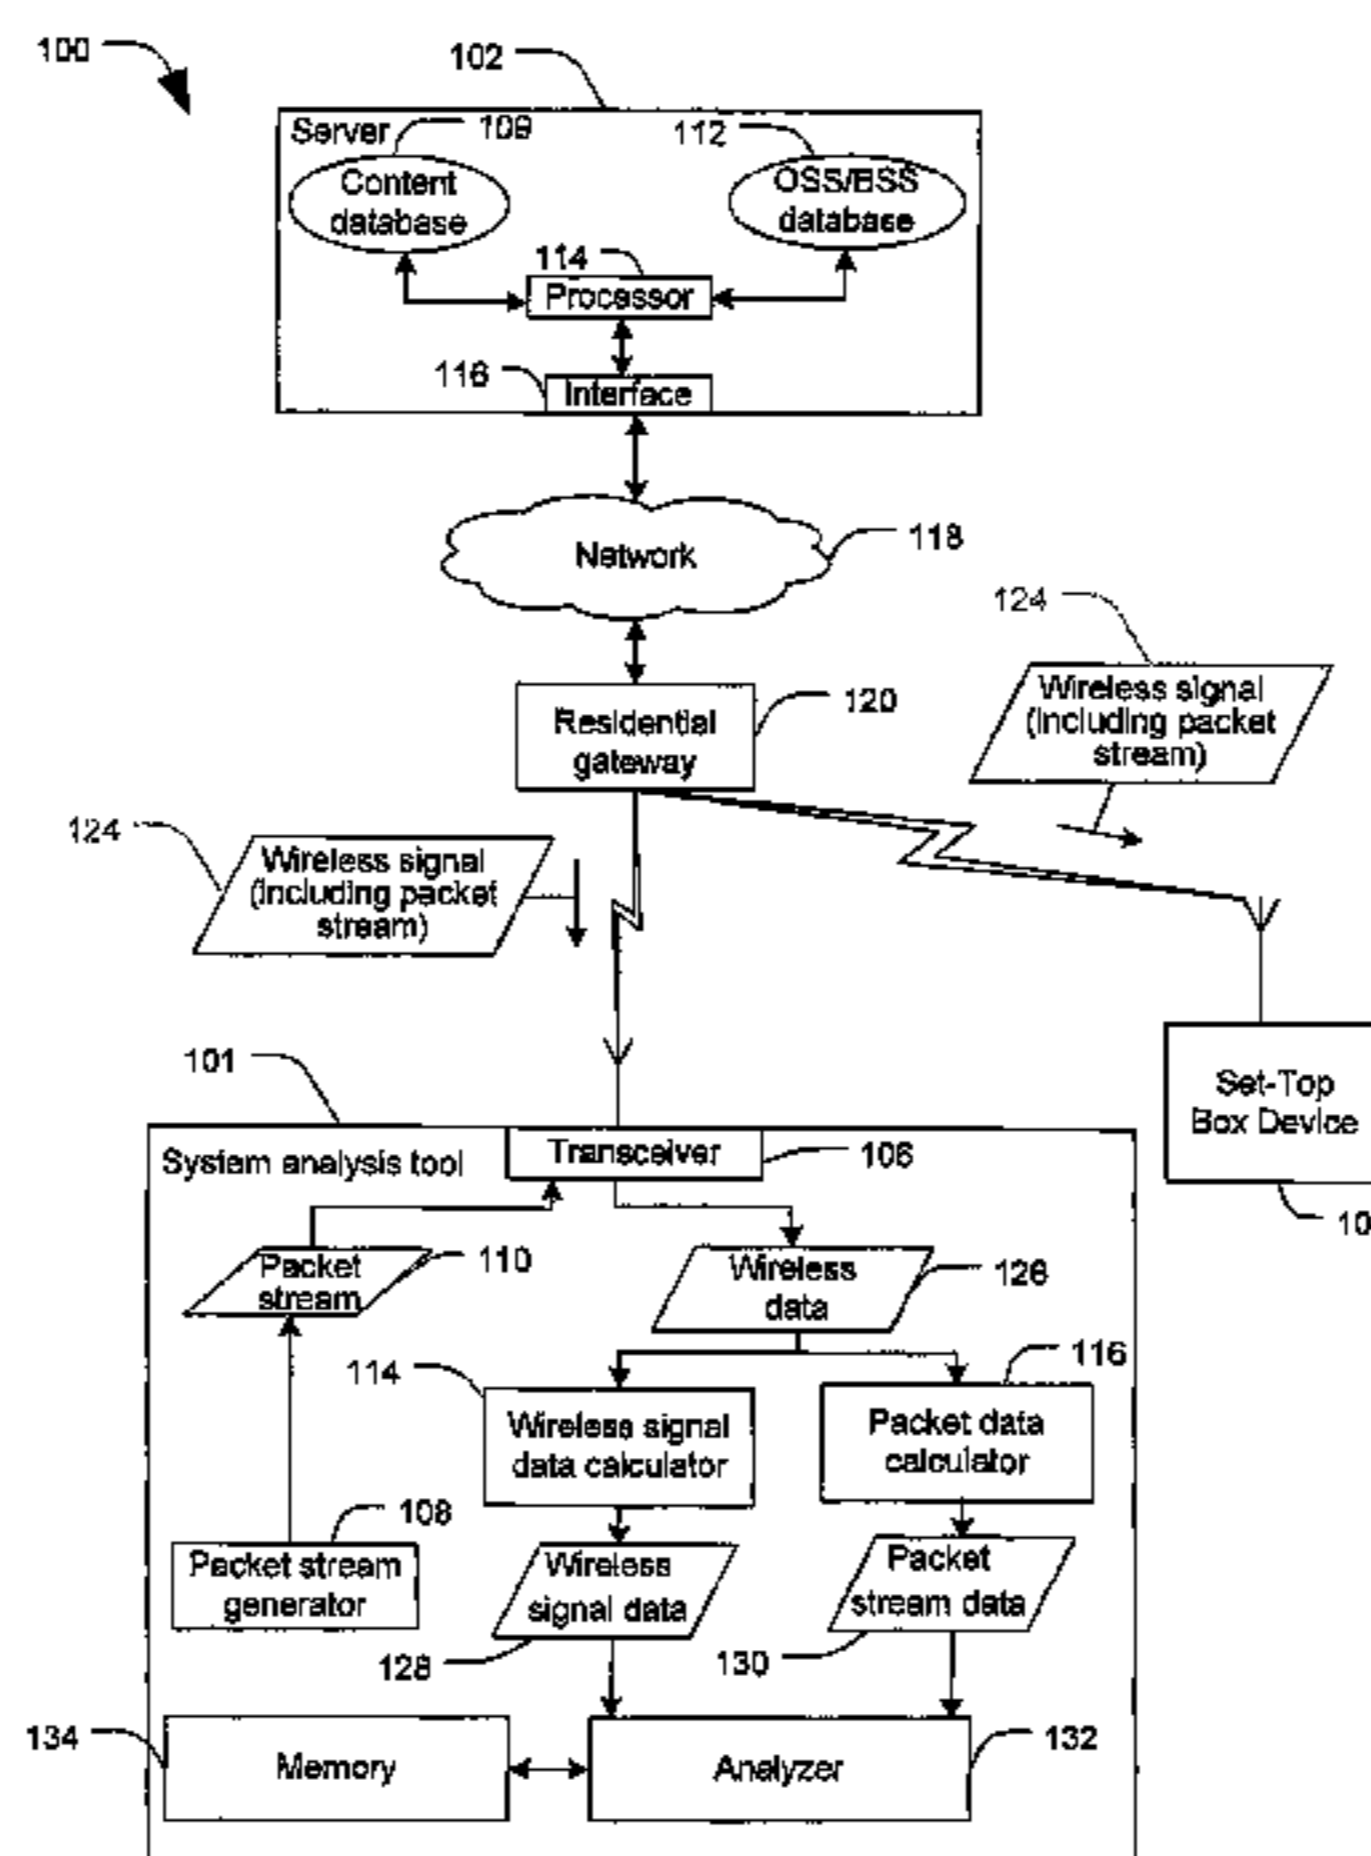 100
102
Server
109
112
Content
database
OSS/BSS
database
114
Processor
116
Interface
Network
118
124
Wireless signal
(including packet
stream)
Residential
gateway
120
124
Wireless signal
(including packet
stream)
101
System analysis tool
Transceiver
106
Set-Top
Box Device
10
Packet
stream
110
Wireless
data
126
114
Wireless signal
data calculator
116
Packet data
calculator
108
Packet stream
generator
Wireless
signal data
128
Packet
stream data
130
134
Memory
Analyzer
132